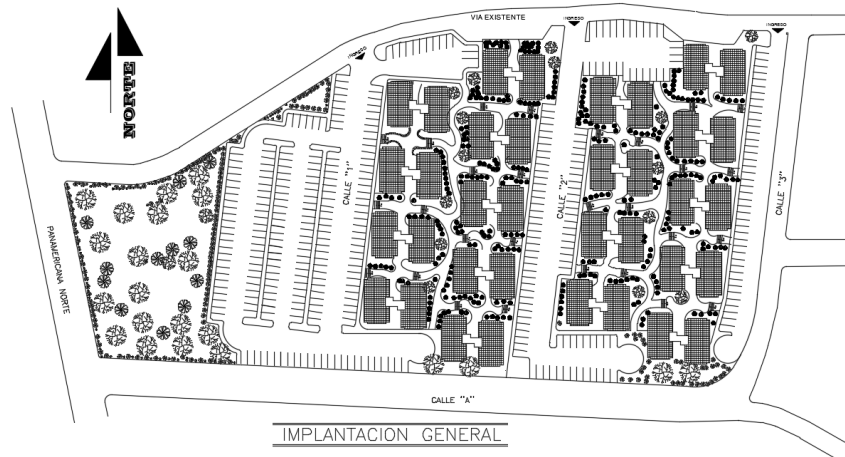 VIA EXISTENTE
INGRESO
INGRESO
INGRESO
NORTE
CALLE "1"
CALLE "2"
CALLE "3"
PANAMERICANA NORTE
CALLE "A"
IMPLANTACION GENERAL